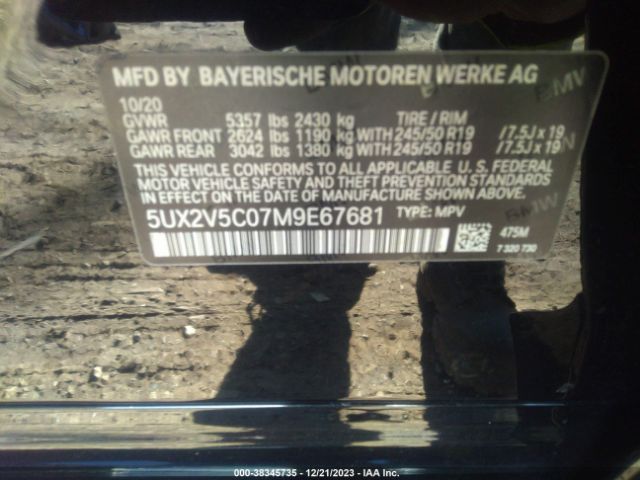 MFD BY BAYERISCHE MOTOREN WERKE AG
10/20
GVWR 5357 lbs 2430 kg TIRE / RIM
GAWR FRONT 2624 lbs 1190 kg WITH 245/50 R19 / 7.5J x 19
GAWR REAR 3042 lbs 1380 kg WITH 245/50 R19 / 7.5J x 19
THIS VEHICLE CONFORMS TO ALL APPLICABLE U. S. FEDERAL
MOTOR VEHICLE SAFETY AND THEFT PREVENTION STANDARDS
IN EFFECT ON THE DATE OF MANUFACTURE SHOWN ABOVE.
5UX2V5C07M9E67681 TYPE: MPV
475M
7 320 730
000-38345735 - 12/21/2023 - IAA Inc.